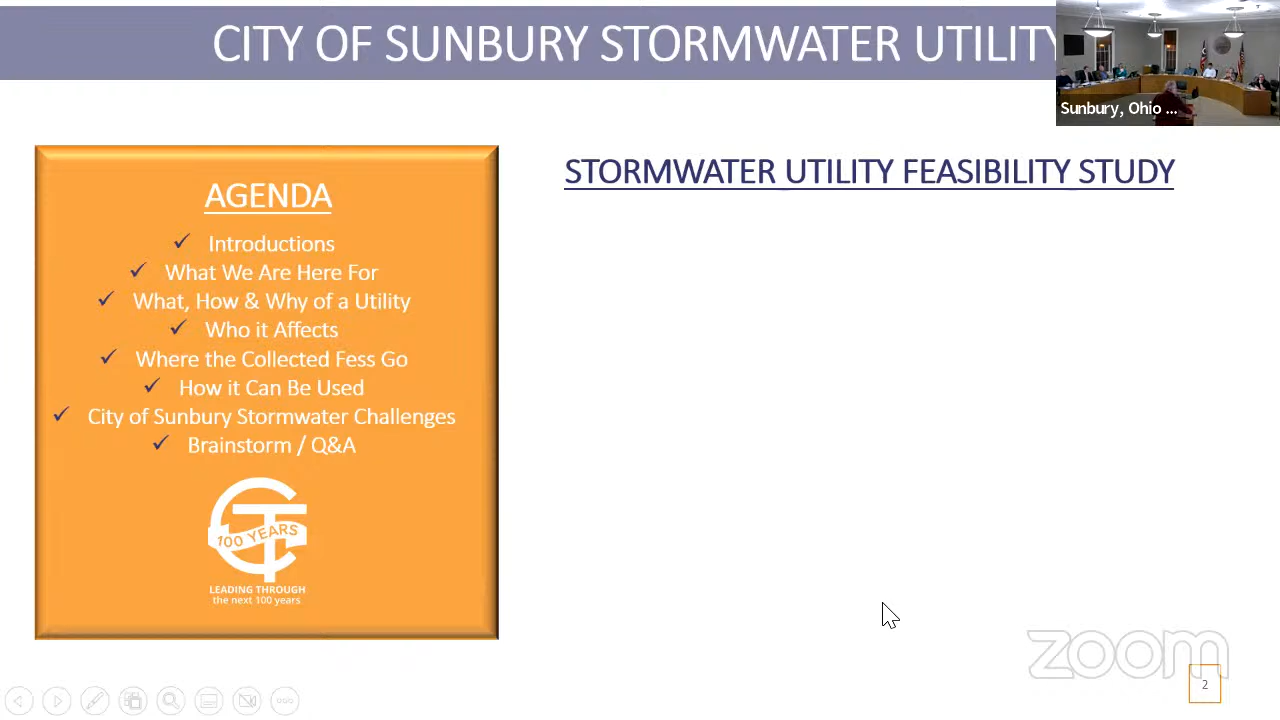 CITY OF SUNBURY STORMWATER UTILITY
Sunbury, Ohio ...
AGENDA
✓ Introductions
✓ What We Are Here For
✓ What, How & Why of a Utility
✓ Who it Affects
✓ Where the Collected Fess Go
✓ How it Can Be Used
✓ City of Sunbury Stormwater Challenges
✓ Brainstorm / Q&A
CT
100 YEARS
LEADING THROUGH
the next 100 years
STORMWATER UTILITY FEASIBILITY STUDY
zoom
2